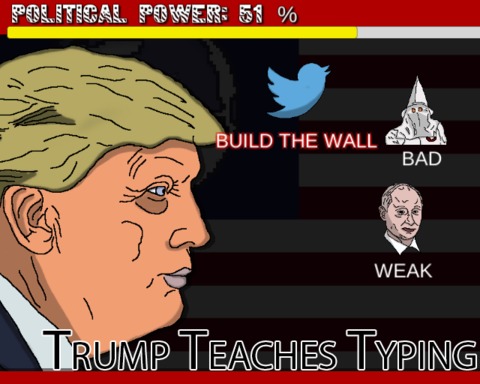 POLITICAL POWER: 51 %
BUILD THE WALL
BAD
WEAK
TRUMP TEACHES TYPING